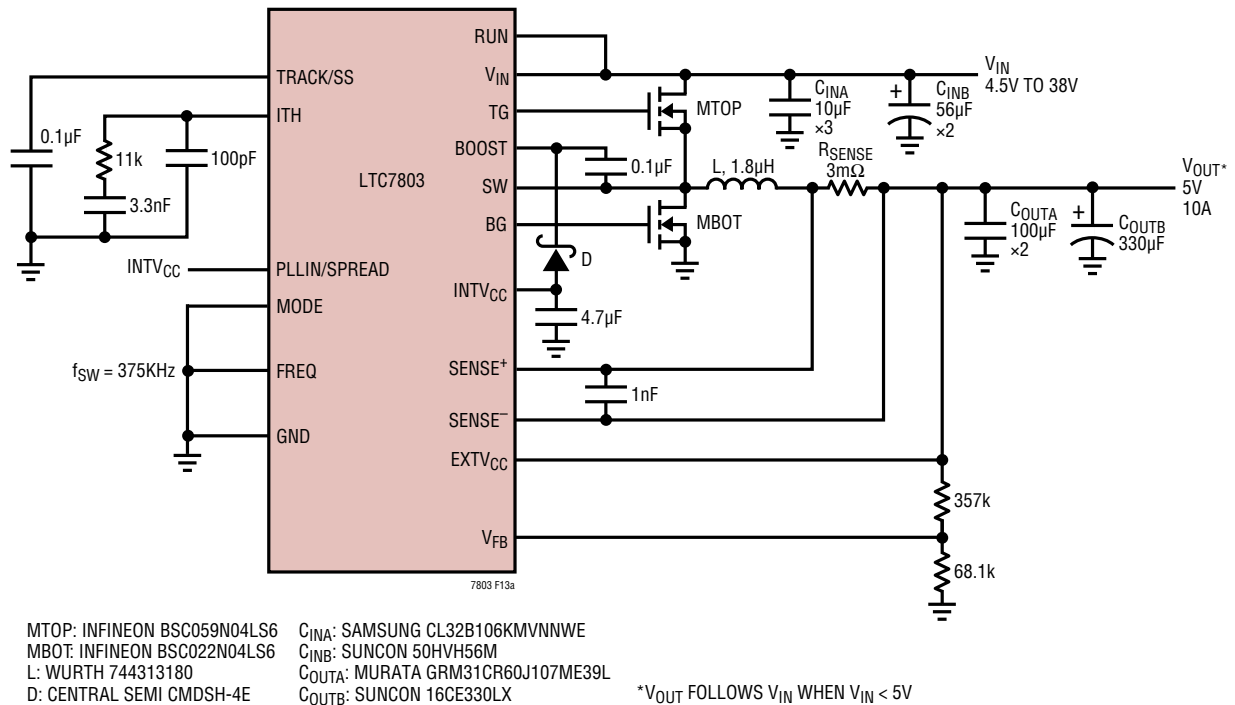 RUN
V_IN
TG
BOOST
SW
BG
INTV_CC
SENSE⁺
SENSE⁻
EXTV_CC
V_FB
TRACK/SS
ITH
LTC7803
PLLIN/SPREAD
MODE
FREQ
GND
0.1µF
11k
100pF
3.3nF
INTV_CC
f_SW = 375KHz
MTOP
0.1µF
MBOT
D
4.7µF
1nF
L, 1.8µH
R_SENSE
3mΩ
C_INA
10µF
×3
C_INB
56µF
×2
+
V_IN
4.5V TO 38V
V_OUT*
5V
10A
C_OUTA
100µF
×2
+
C_OUTB
330µF
357k
68.1k
7803 F13a
MTOP: INFINEON BSC059N04LS6
MBOT: INFINEON BSC022N04LS6
L: WURTH 744313180
D: CENTRAL SEMI CMDSH-4E
C_INA: SAMSUNG CL32B106KMVNNWE
C_INB: SUNCON 50HVH56M
C_OUTA: MURATA GRM31CR60J107ME39L
C_OUTB: SUNCON 16CE330LX
*V_OUT FOLLOWS V_IN WHEN V_IN < 5V